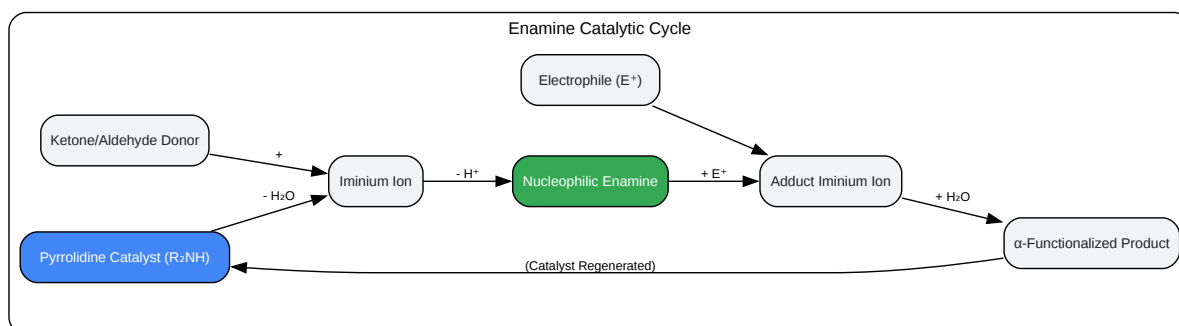 Enamine Catalytic Cycle
Electrophile (E⁺)
Ketone/Aldehyde Donor
+
Iminium Ion
- H⁺
Nucleophilic Enamine
+ E⁺
Adduct Iminium Ion
- H₂O
+ H₂O
Pyrrolidine Catalyst (R₂NH)
(Catalyst Regenerated)
α-Functionalized Product